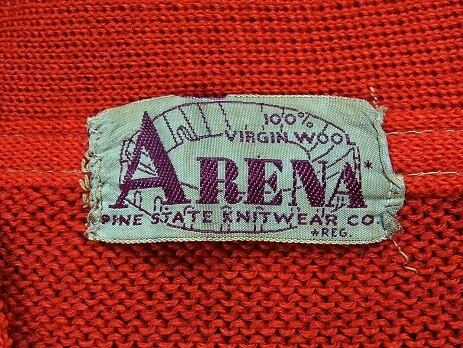 100%
VIRGIN WOOL
ARENA*
PINE STATE KNITWEAR CO
*REG.